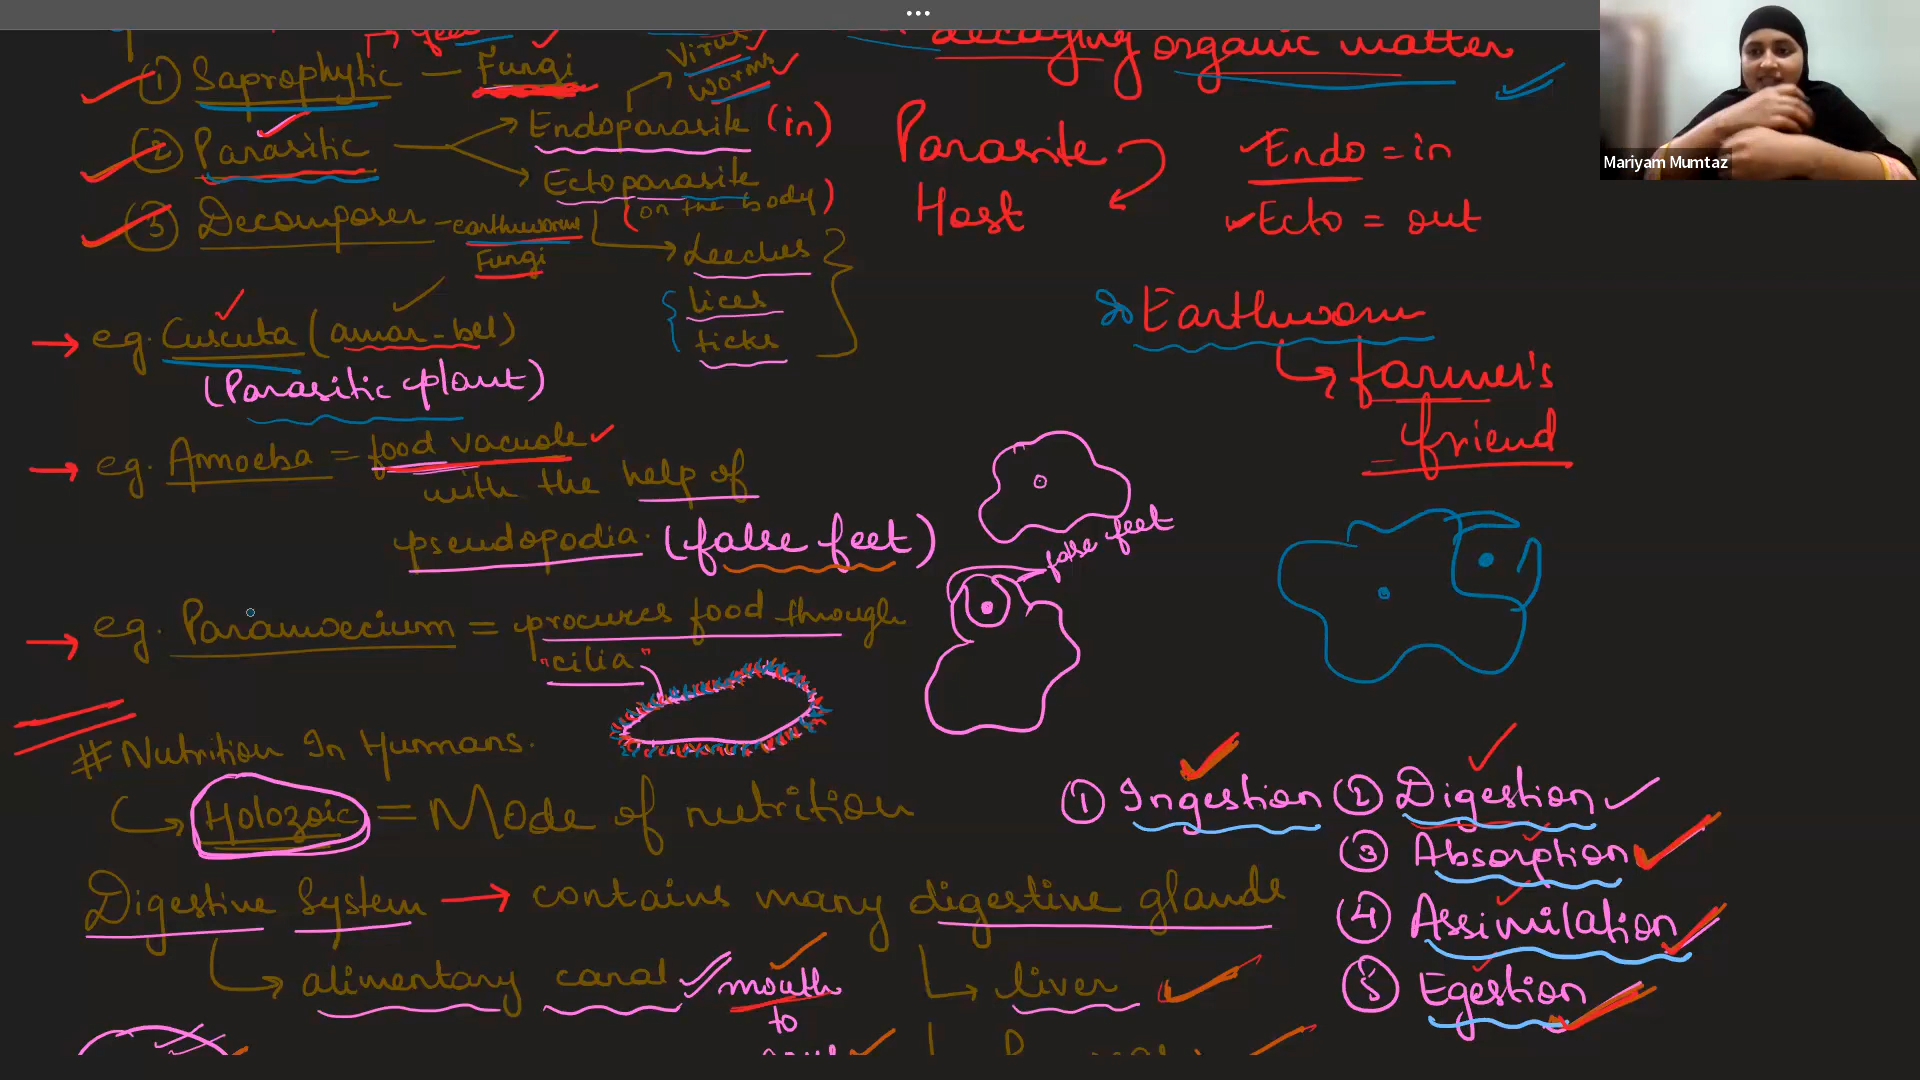 decaying organic matter
① Saprophytic — Fungi
Virus
Worms
② Parasitic
Endoparasite (in)
Ectoparasite
(on the body)
③ Decomposer - earthworms
Fungi
Leeches
lices
ticks
Parasite
Host
Endo = in
Ecto = out
Mariyam Mumtaz
Earthworm
farmer's
friend
eg. Cuscuta (amar-bel)
(Parasitic plant)
eg. Amoeba = food vacuole
with the help of
pseudopodia. (false feet)
false feet
eg. Paramoecium = procures food through
"cilia"
# Nutrition In Humans.
Holozoic = Mode of nutrition
① Ingestion ② Digestion
③ Absorption
④ Assimilation
⑤ Egestion
Digestive System → contains many digestive glands
alimentary canal mouth
to
liver